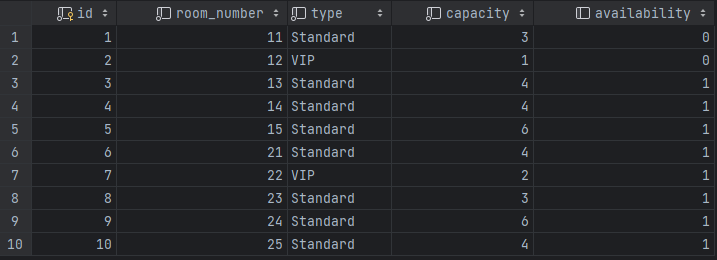 id room_number type capacity availability
1 1 11 Standard 3 0
2 2 12 VIP 1 0
3 3 13 Standard 4 1
4 4 14 Standard 4 1
5 5 15 Standard 6 1
6 6 21 Standard 4 1
7 7 22 VIP 2 1
8 8 23 Standard 3 1
9 9 24 Standard 6 1
10 10 25 Standard 4 1